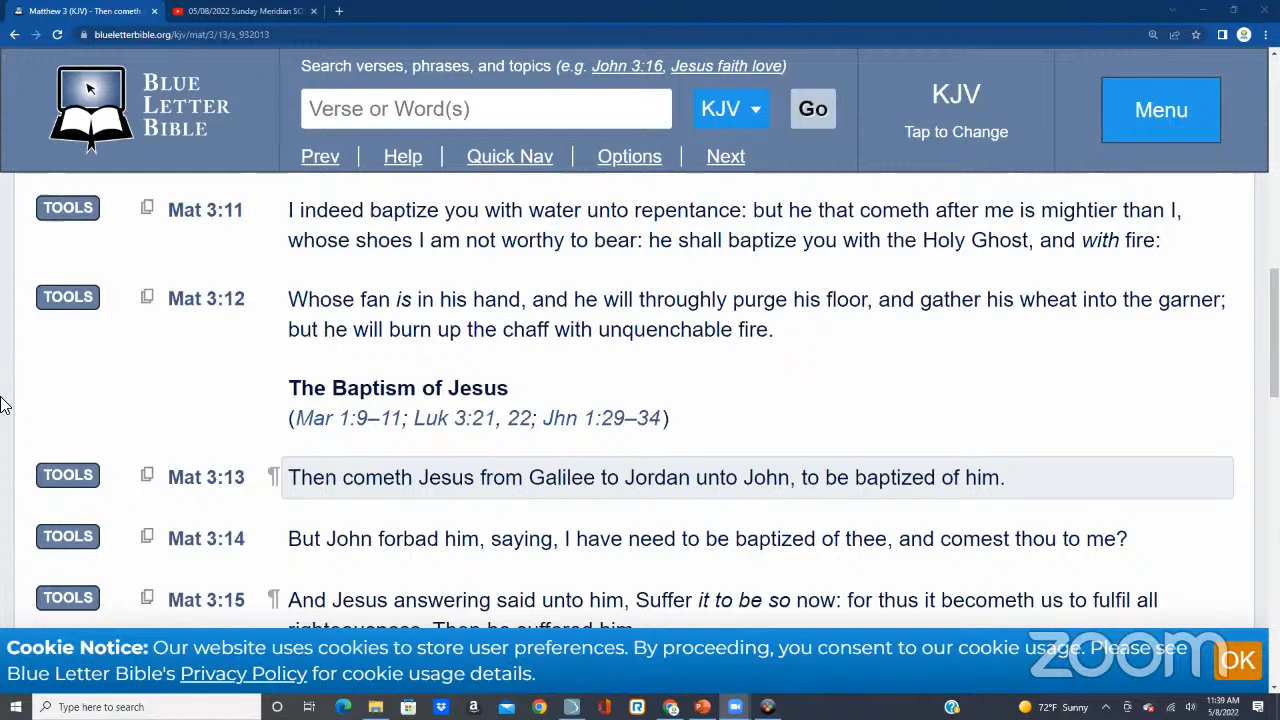 Matthew 3 (KJV) - Then cometh
05/08/2022 Sunday Meridian SC
blueletterbible.org/kjv/mat/3/13/s_932013
BLUE
LETTER
BIBLE
Search verses, phrases, and topics (e.g. John 3:16, Jesus faith love)
Verse or Word(s)
KJV
Go
Prev
Help
Quick Nav
Options
Next
KJV
Tap to Change
Menu
TOOLS Mat 3:11 I indeed baptize you with water unto repentance: but he that cometh after me is mightier than I,
whose shoes I am not worthy to bear: he shall baptize you with the Holy Ghost, and with fire:
TOOLS Mat 3:12 Whose fan is in his hand, and he will throughly purge his floor, and gather his wheat into the garner;
but he will burn up the chaff with unquenchable fire.
The Baptism of Jesus
(Mar 1:9–11; Luk 3:21, 22; Jhn 1:29–34)
TOOLS Mat 3:13 ¶ Then cometh Jesus from Galilee to Jordan unto John, to be baptized of him.
TOOLS Mat 3:14 But John forbad him, saying, I have need to be baptized of thee, and comest thou to me?
TOOLS Mat 3:15 ¶ And Jesus answering said unto him, Suffer it to be so now: for thus it becometh us to fulfil all
righteousness. Then he suffered him.
Cookie Notice: Our website uses cookies to store user preferences. By proceeding, you consent to our cookie usage. Please see
Blue Letter Bible's Privacy Policy for cookie usage details.
OK
zoom
Type here to search
72°F Sunny
11:39 AM
5/8/2022